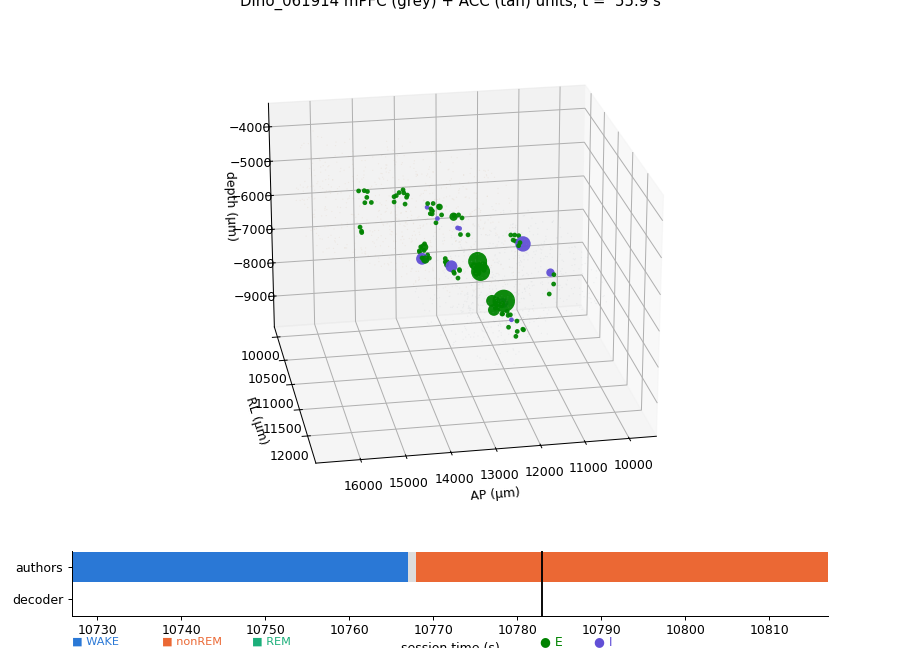 Dino_061914 mPFC (grey) + ACC (tan) units, t = 55.9 s
−4000
−5000
−6000
−7000
−8000
−9000
depth (μm)
10000
10500
11000
11500
12000
RL (μm)
16000 15000 14000 13000 12000 11000 10000
AP (μm)
authors
decoder
10730 10740 10750 10760 10770 10780 10790 10800 10810
session time (s)
WAKE nonREM REM E I